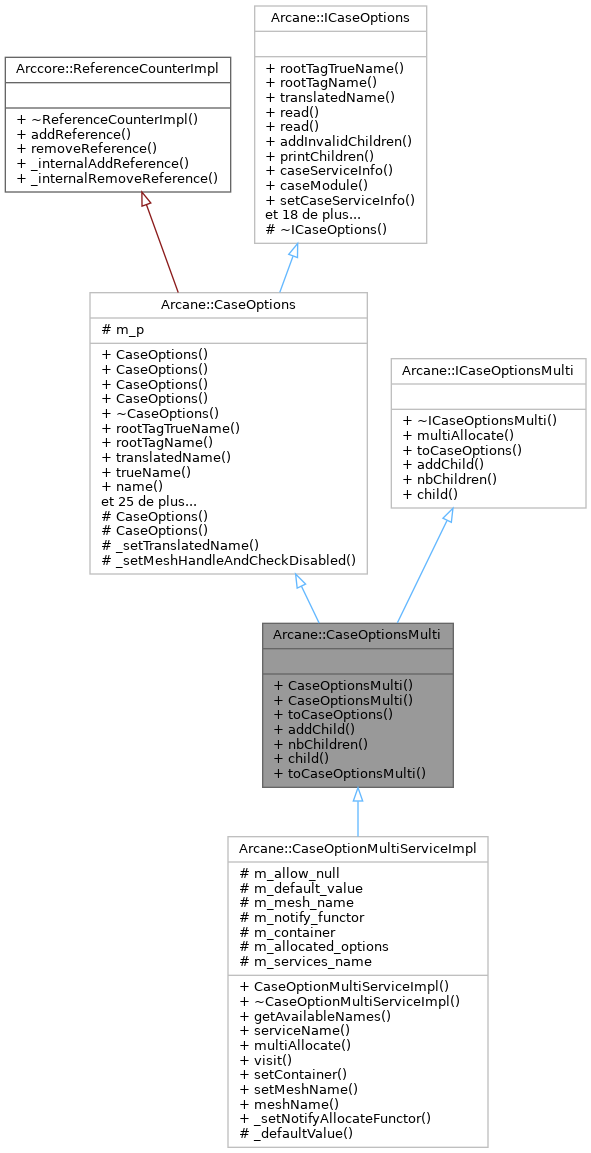 Arcane::ICaseOptions
+ rootTagTrueName()
+ rootTagName()
+ translatedName()
+ read()
+ read()
+ addInvalidChildren()
+ printChildren()
+ caseServiceInfo()
+ caseModule()
+ setCaseServiceInfo()
et 18 de plus...
# ~ICaseOptions()
Arccore::ReferenceCounterImpl
+ ~ReferenceCounterImpl()
+ addReference()
+ removeReference()
+ _internalAddReference()
+ _internalRemoveReference()
Arcane::CaseOptions
# m_p
+ CaseOptions()
+ CaseOptions()
+ CaseOptions()
+ CaseOptions()
+ ~CaseOptions()
+ rootTagTrueName()
+ rootTagName()
+ translatedName()
+ trueName()
+ name()
et 25 de plus...
# CaseOptions()
# CaseOptions()
# _setTranslatedName()
# _setMeshHandleAndCheckDisabled()
Arcane::ICaseOptionsMulti
+ ~ICaseOptionsMulti()
+ multiAllocate()
+ toCaseOptions()
+ addChild()
+ nbChildren()
+ child()
Arcane::CaseOptionsMulti
+ CaseOptionsMulti()
+ CaseOptionsMulti()
+ toCaseOptions()
+ addChild()
+ nbChildren()
+ child()
+ toCaseOptionsMulti()
Arcane::CaseOptionMultiServiceImpl
# m_allow_null
# m_default_value
# m_mesh_name
# m_notify_functor
# m_container
# m_allocated_options
# m_services_name
+ CaseOptionMultiServiceImpl()
+ ~CaseOptionMultiServiceImpl()
+ getAvailableNames()
+ serviceName()
+ multiAllocate()
+ visit()
+ setContainer()
+ setMeshName()
+ meshName()
+ _setNotifyAllocateFunctor()
# _defaultValue()